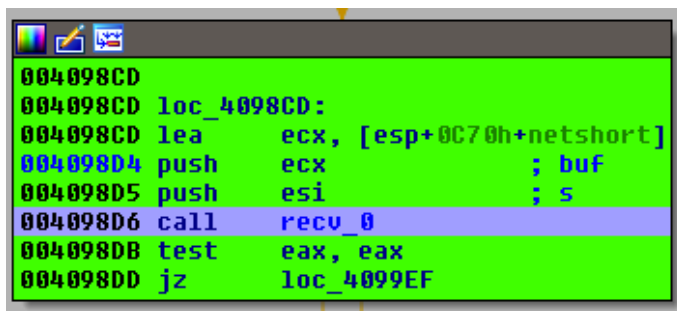 004098CD
004098CD loc_4098CD:
004098CD lea ecx, [esp+0C70h+netshort]
004098D4 push ecx ; buf
004098D5 push esi ; s
004098D6 call recv_0
004098DB test eax, eax
004098DD jz loc_4099EF